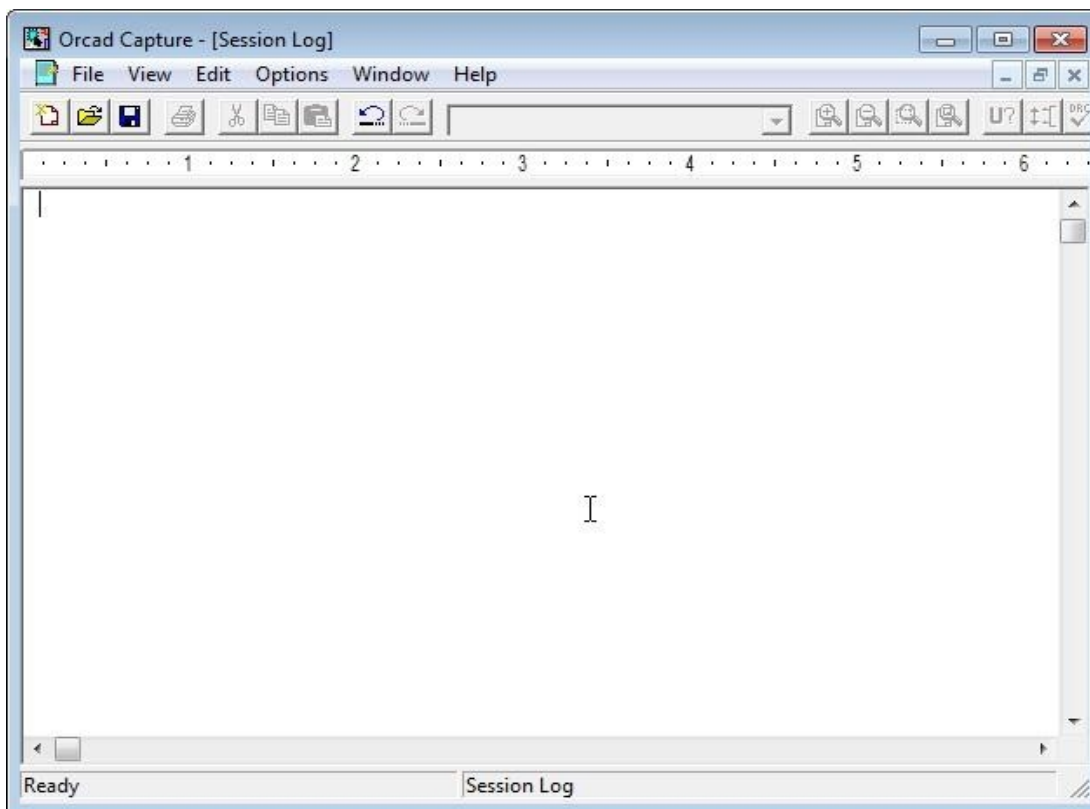 Orcad Capture - [Session Log]
File View Edit Options Window Help
U? DRC
1 2 3 4 5 6
Ready Session Log